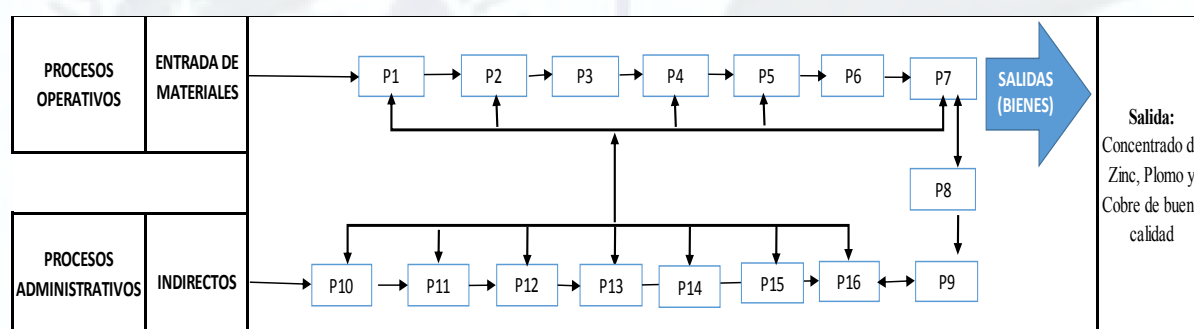 PROCESOS
OPERATIVOS
ENTRADA DE
MATERIALES
P1
P2
P3
P4
P5
P6
P7
SALIDAS
(BIENES)
Salida:
Concentrado d
Zinc, Plomo y
Cobre de buen
calidad
P8
PROCESOS
ADMINISTRATIVOS
INDIRECTOS
P10
P11
P12
P13
P14
P15
P16
P9